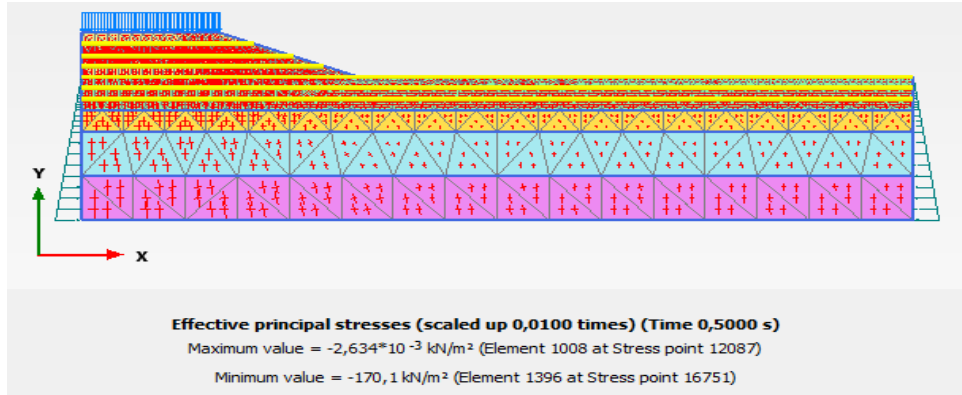 Y
X
Effective principal stresses (scaled up 0,0100 times) (Time 0,5000 s)
Maximum value = -2,634*10 -3 kN/m² (Element 1008 at Stress point 12087)
Minimum value = -170,1 kN/m² (Element 1396 at Stress point 16751)